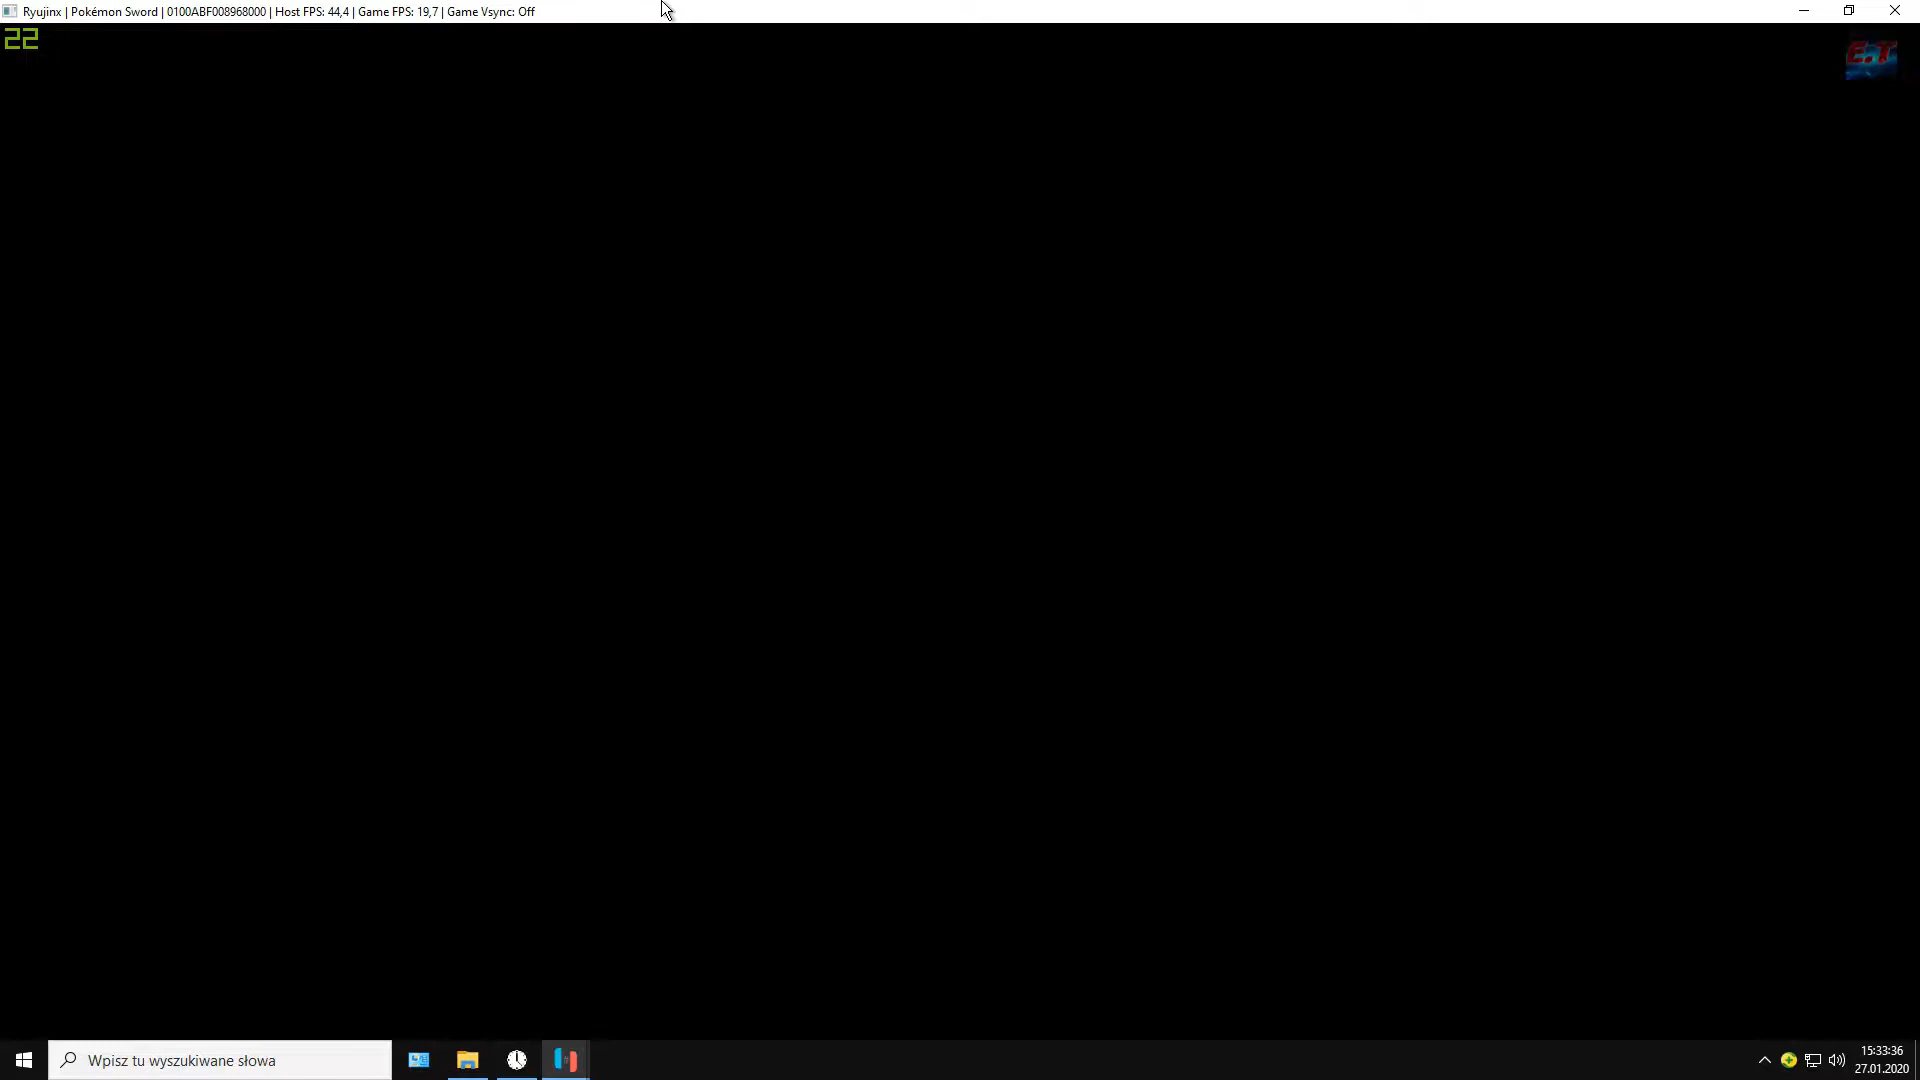 Ryujinx | Pokémon Sword | 0100ABF008968000 | Host FPS: 44,4 | Game FPS: 19,7 | Game Vsync: Off
22
E.T
Wpisz tu wyszukiwane słowa
15:33:36
27.01.2020